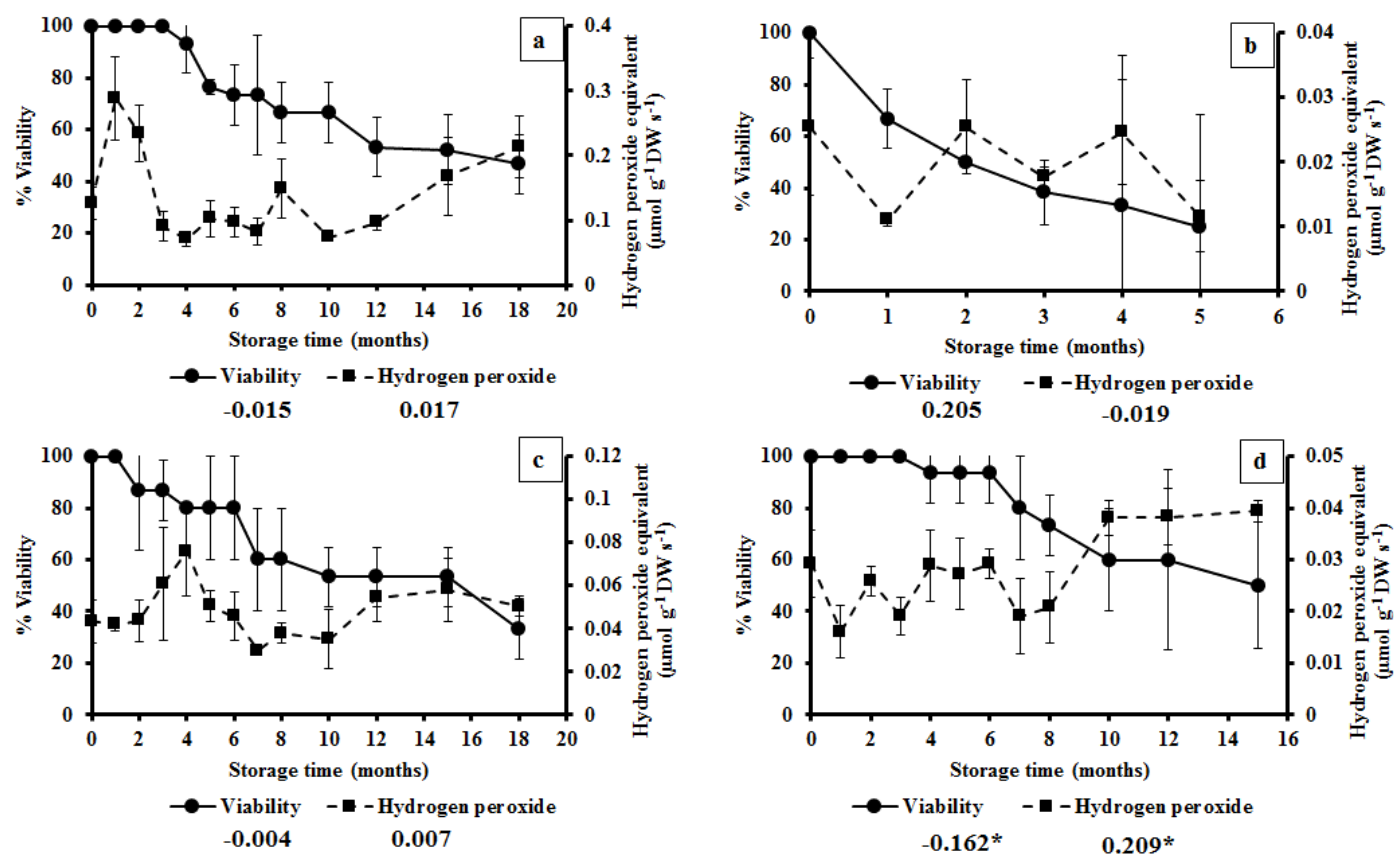 a
100
80
60
40
20
0
% Viability
0.4
0.3
0.2
0.1
0
Hydrogen peroxide equivalent
(µmol g⁻¹ DW s⁻¹)
0 2 4 6 8 10 12 14 16 18 20
Storage time (months)
Viability Hydrogen peroxide
-0.015 0.017
b
100
80
60
40
20
0
% Viability
0.04
0.03
0.02
0.01
0
Hydrogen peroxide equivalent
(µmol g⁻¹ DW s⁻¹)
0 1 2 3 4 5 6
Storage time (months)
Viability Hydrogen peroxide
0.205 -0.019
c
100
80
60
40
20
0
% Viability
0.12
0.1
0.08
0.06
0.04
0.02
0
Hydrogen peroxide equivalent
(µmol g⁻¹ DW s⁻¹)
0 2 4 6 8 10 12 14 16 18 20
Storage time (months)
Viability Hydrogen peroxide
-0.004 0.007
d
100
80
60
40
20
0
% Viability
0.05
0.04
0.03
0.02
0.01
0
Hydrogen peroxide equivalent
(µmol g⁻¹ DW s⁻¹)
0 2 4 6 8 10 12 14 16
Storage time (months)
Viability Hydrogen peroxide
-0.162* 0.209*